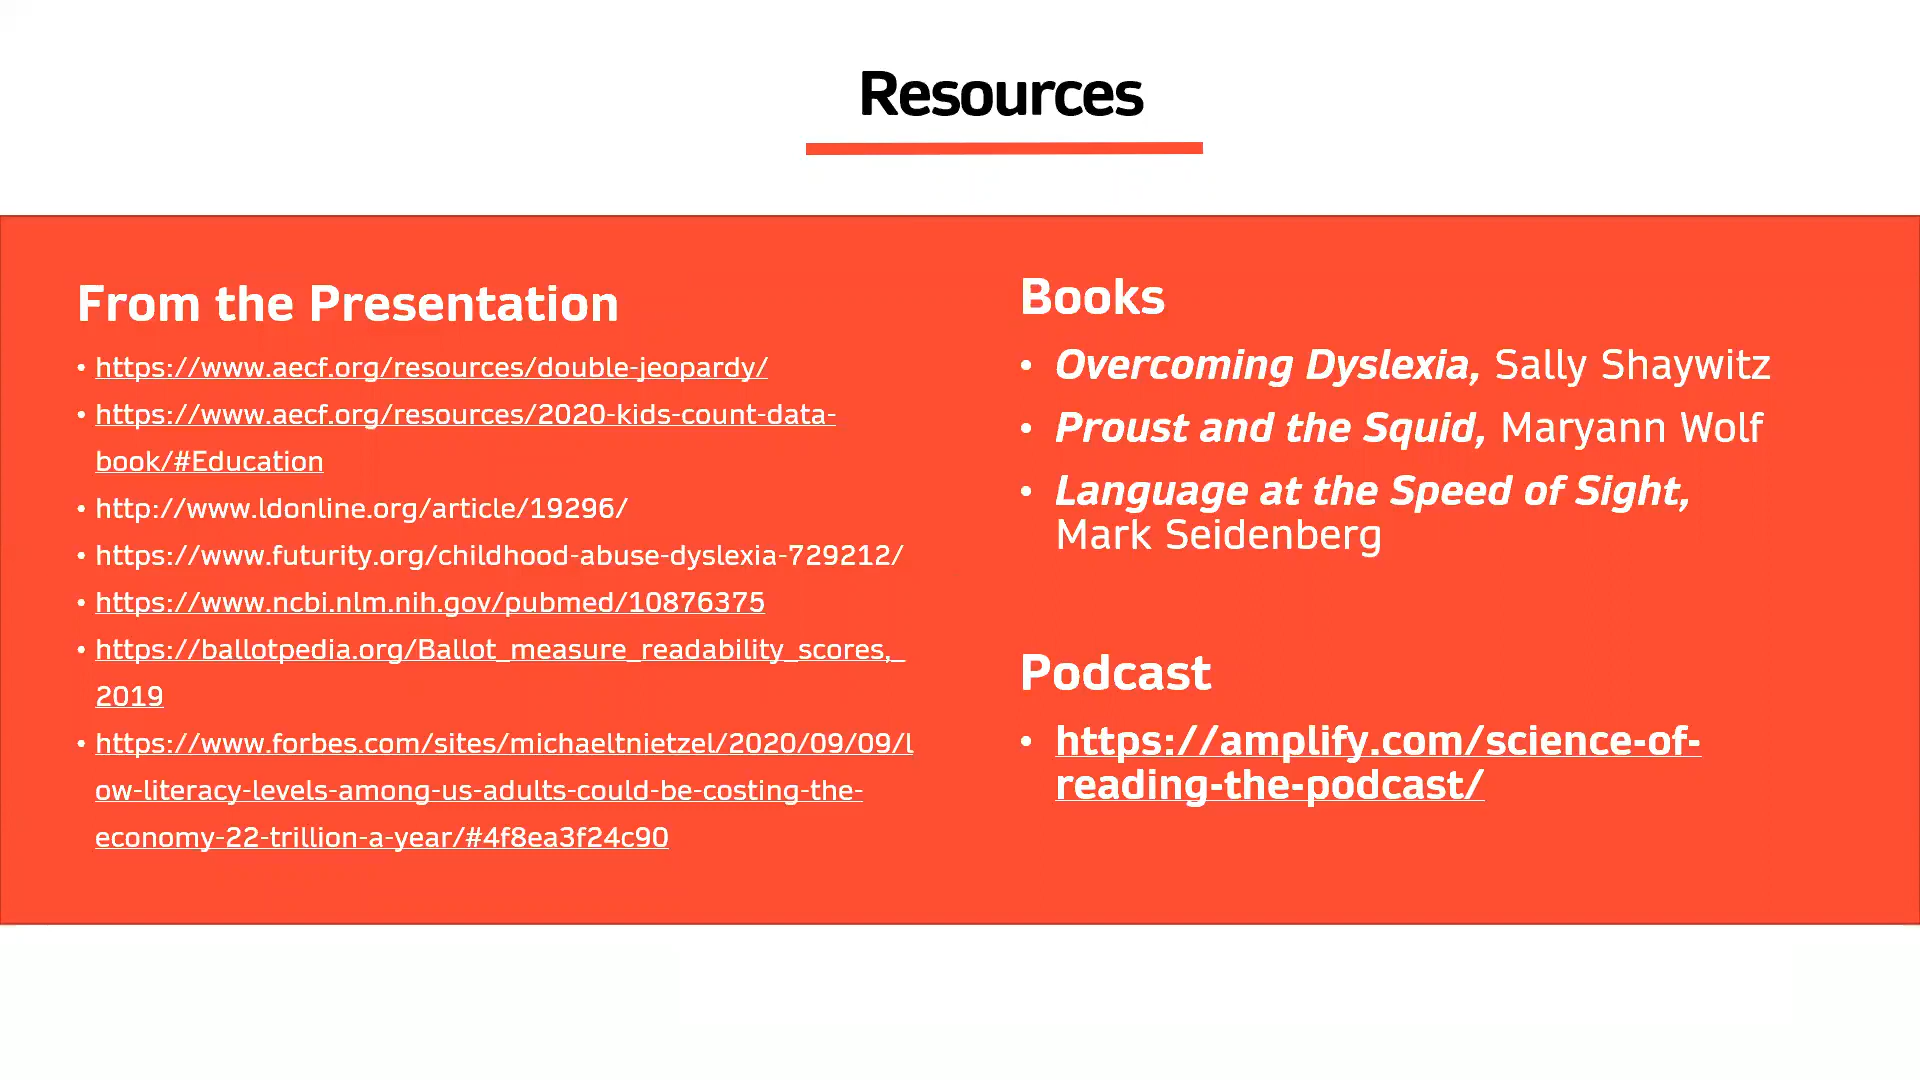 Resources
From the Presentation
• https://www.aecf.org/resources/double-jeopardy/
• https://www.aecf.org/resources/2020-kids-count-data-
book/#Education
• http://www.ldonline.org/article/19296/
• https://www.futurity.org/childhood-abuse-dyslexia-729212/
• https://www.ncbi.nlm.nih.gov/pubmed/10876375
• https://ballotpedia.org/Ballot_measure_readability_scores,_
2019
• https://www.forbes.com/sites/michaeltnietzel/2020/09/09/l
ow-literacy-levels-among-us-adults-could-be-costing-the-
economy-22-trillion-a-year/#4f8ea3f24c90
Books
• Overcoming Dyslexia, Sally Shaywitz
• Proust and the Squid, Maryann Wolf
• Language at the Speed of Sight,
Mark Seidenberg
Podcast
• https://amplify.com/science-of-
reading-the-podcast/